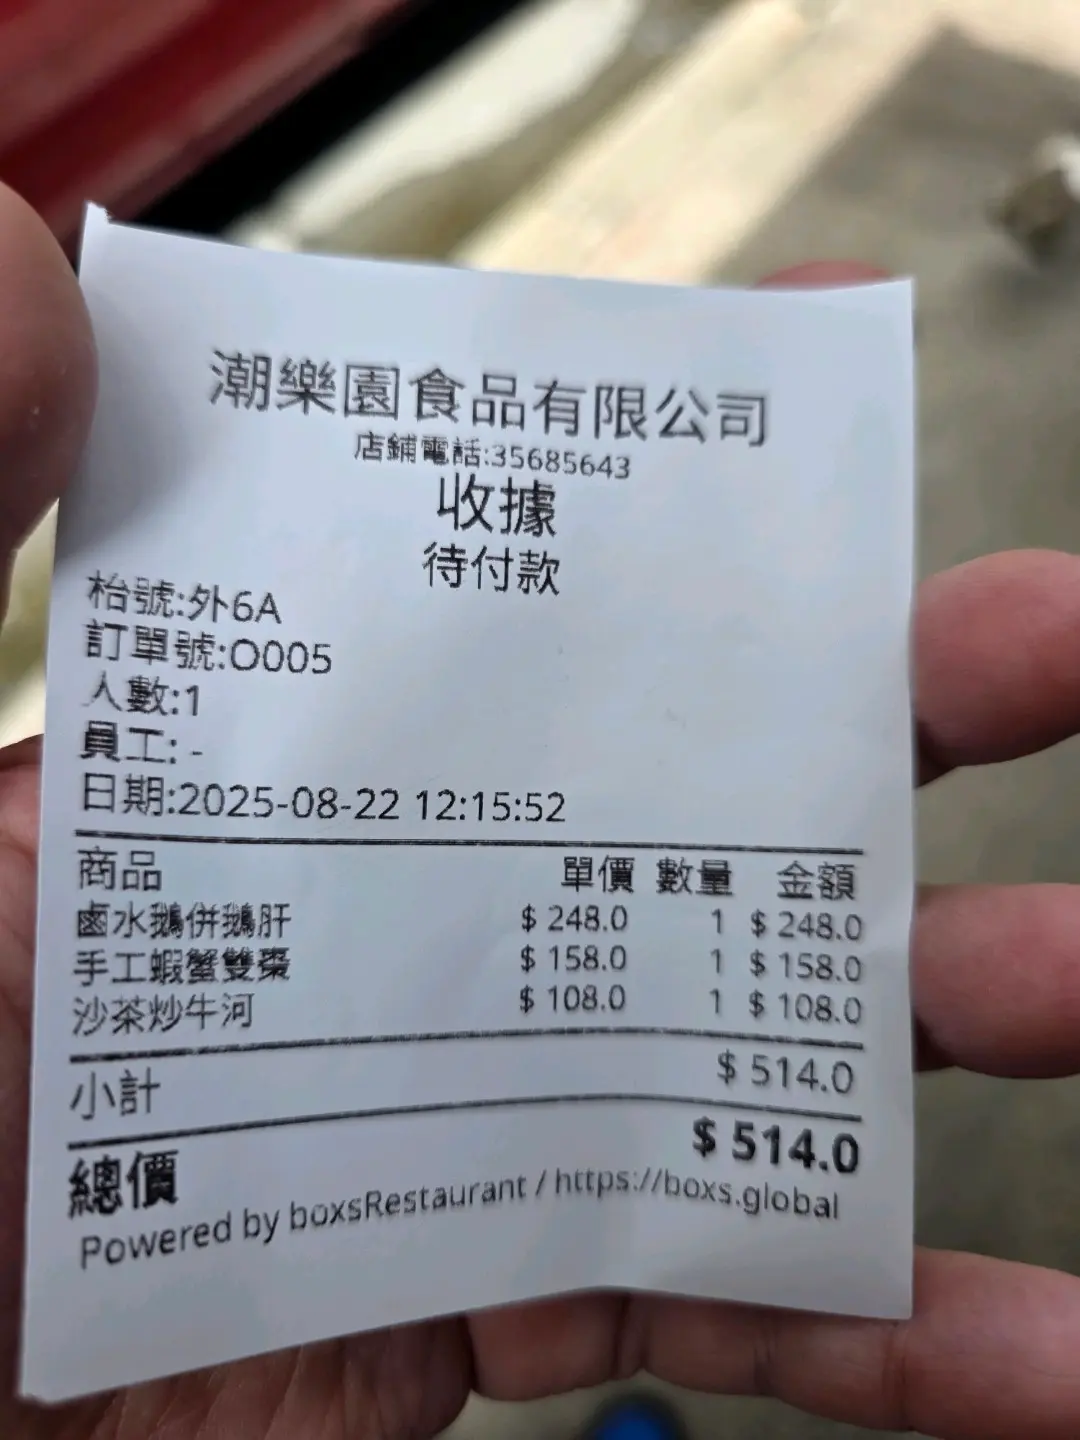 潮樂園食品有限公司
店鋪電話:35685643
收據
待付款
枱號:外6A
訂單號:O005
人數:1
員工: -
日期:2025-08-22 12:15:52
商品 單價 數量 金額
鹵水鵝併鵝肝 $ 248.0 1 $ 248.0
手工蝦蟹雙棗 $ 158.0 1 $ 158.0
沙茶炒牛河 $ 108.0 1 $ 108.0
小計 $ 514.0
總價 $ 514.0
Powered by boxsRestaurant / https://boxs.global